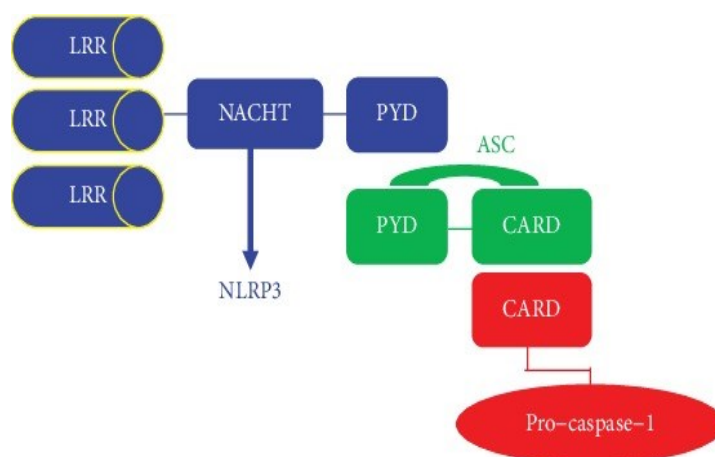 LRR
LRR
NACHT
PYD
ASC
LRR
PYD
CARD
NLRP3
CARD
Pro-caspase-1